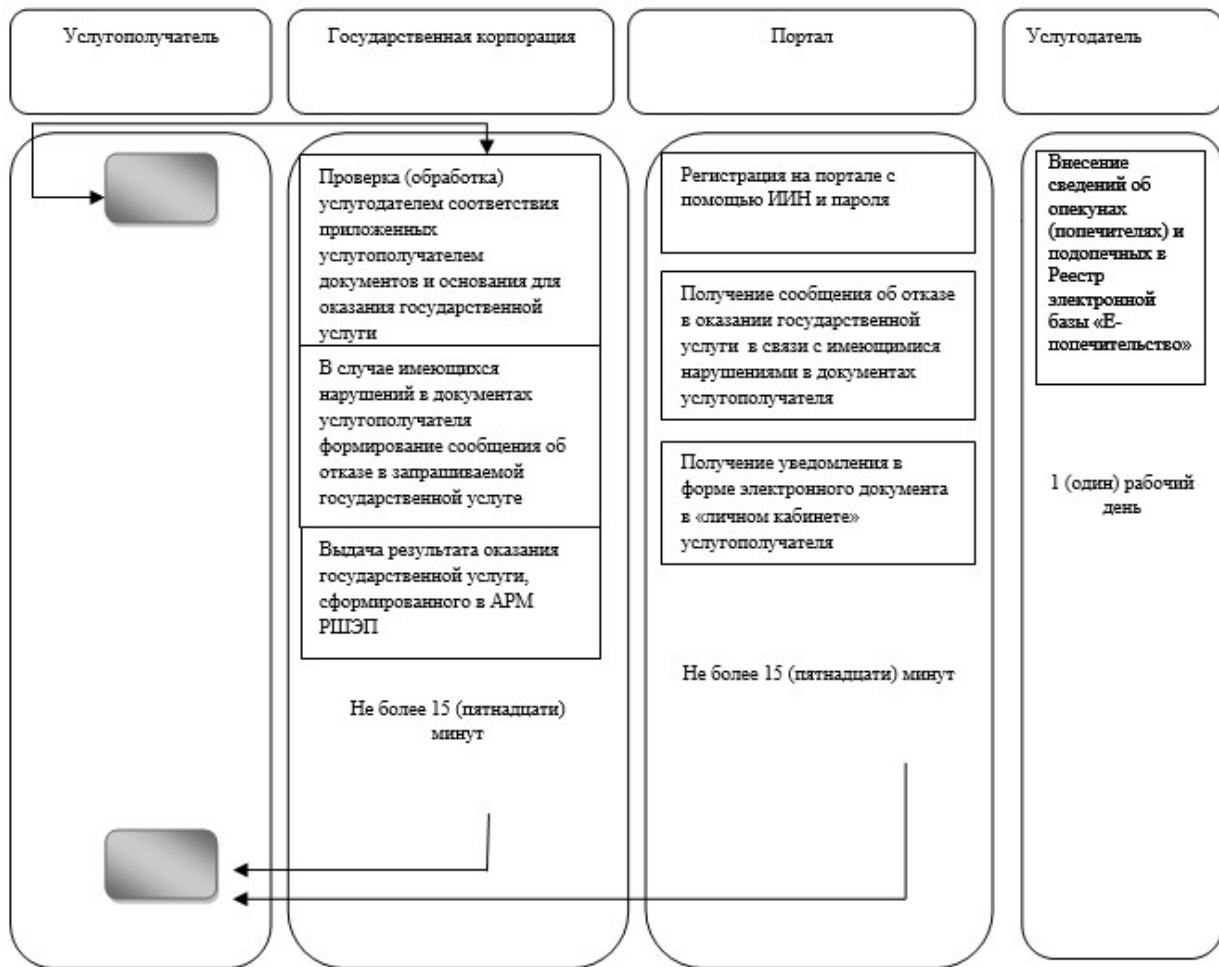 Услугополучатель
Государственная корпорация
Портал
Услугодатель
Проверка (обработка)
услугодателем соответствия
приложенных
услугополучателем
документов и основания для
оказания государственной
услуги
В случае имеющихся
нарушений в документах
услугополучателя
формирование сообщения об
отказе в запрашиваемой
государственной услуге
Выдача результата оказания
государственной услуги,
сформированного в АРМ
РШЭП
Не более 15 (пятнадцати)
минут
Регистрация на портале с
помощью ИИН и пароля
Получение сообщения об отказе
в оказании государственной
услуги в связи с имеющимися
нарушениями в документах
услугополучателя
Получение уведомления в
форме электронного документа
в «личном кабинете»
услугополучателя
Не более 15 (пятнадцати) минут
Внесение
сведений об
опекунах
(попечителях) и
подопечных в
Реестр
электронной
базы «Е-
попечительство»
1 (один) рабочий
день